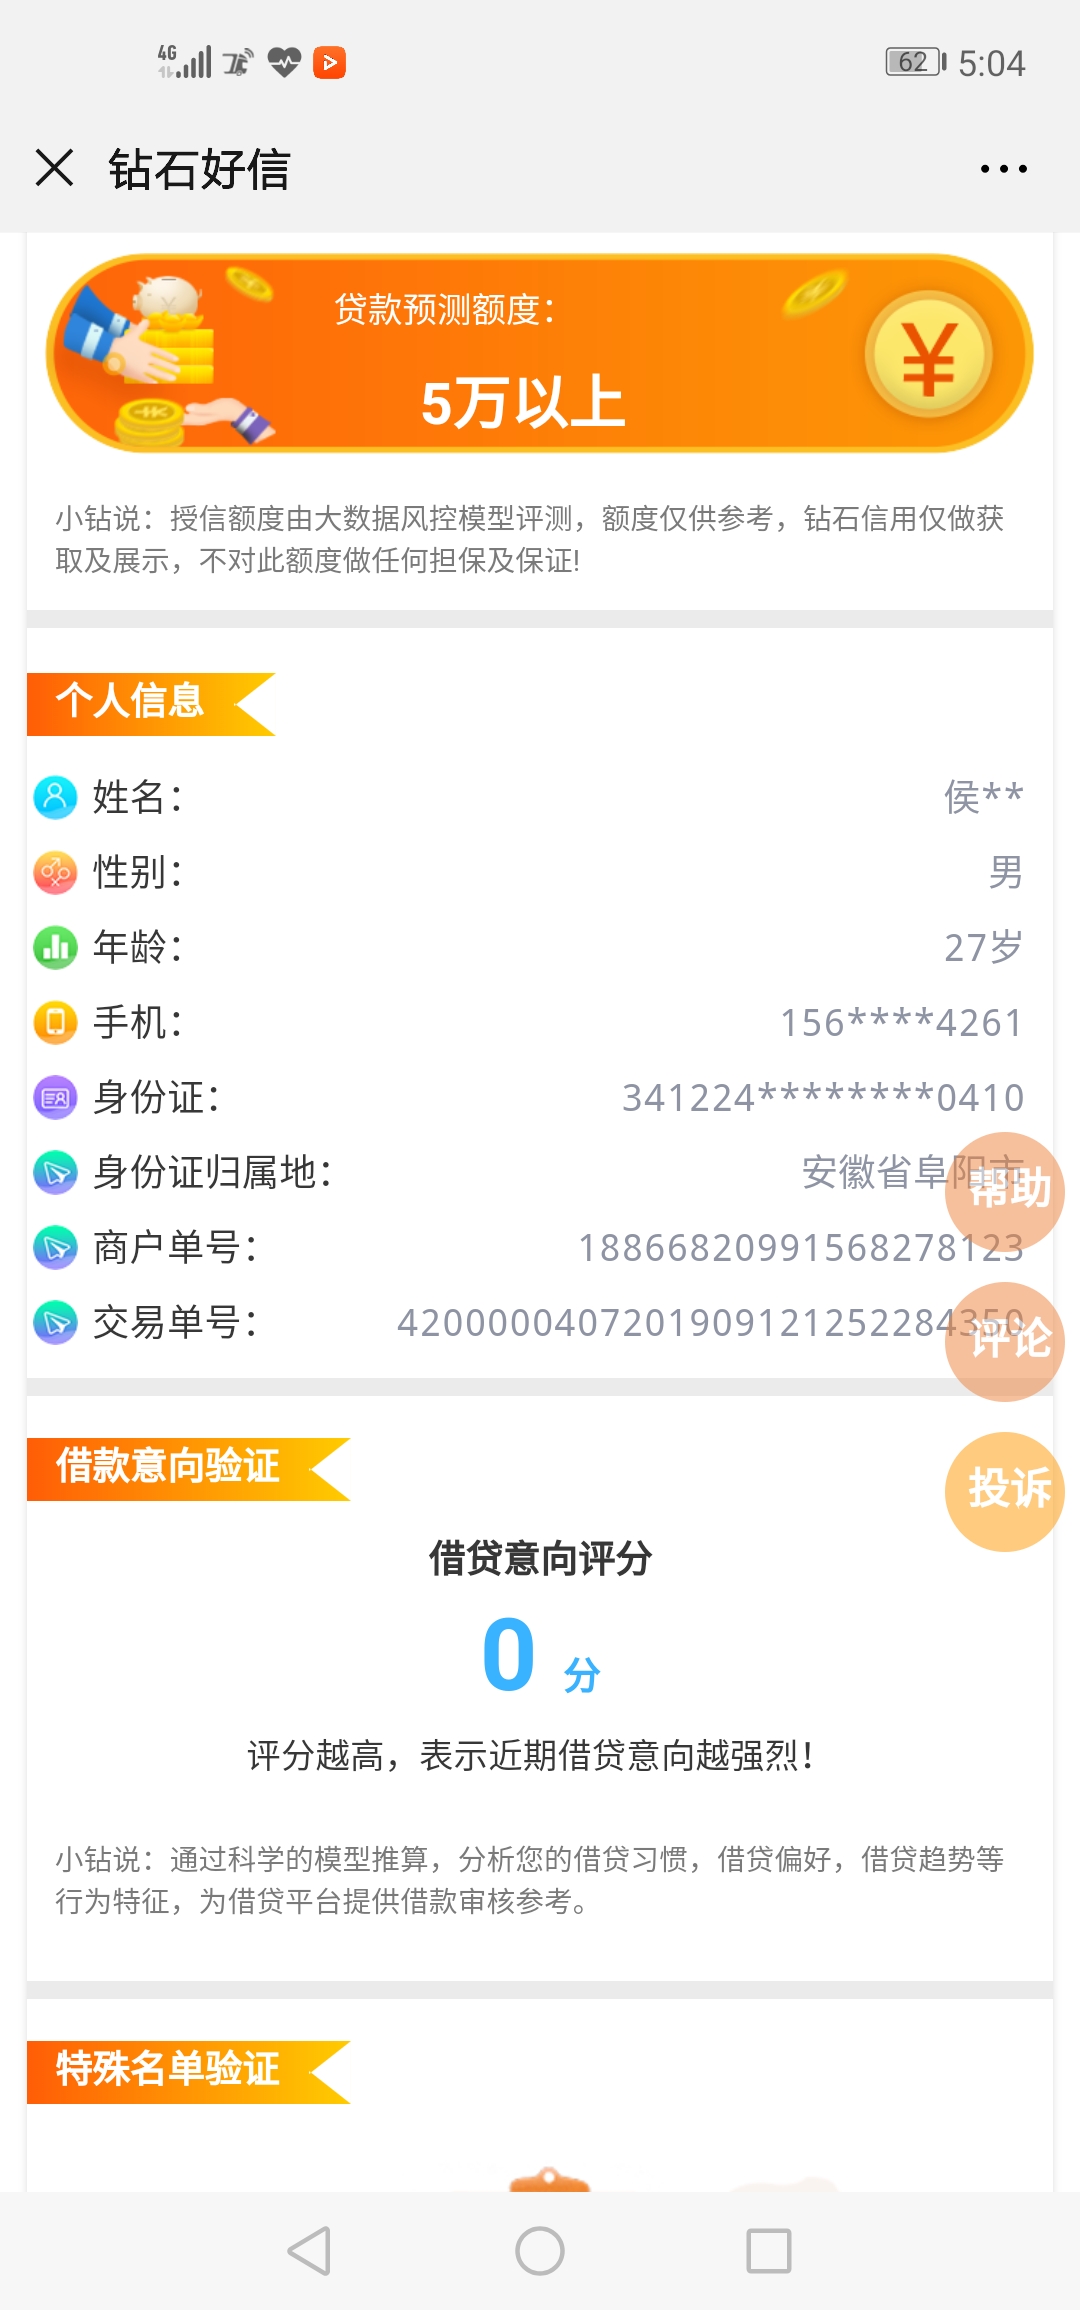 4G 62 5:04
钻石好信
贷款预测额度：
¥
5万以上
小钻说：授信额度由大数据风控模型评测，额度仅供参考，钻石信用仅做获
取及展示，不对此额度做任何担保及保证!
个人信息
姓名： 侯**
性别： 男
年龄： 27岁
手机： 156****4261
身份证： 341224********0410
身份证归属地： 安徽省阜阳市
帮助
商户单号： 18866820991568278123
交易单号： 4200000407201909121252284350
评论
借款意向验证
投诉
借贷意向评分
0 分
评分越高，表示近期借贷意向越强烈！
小钻说：通过科学的模型推算，分析您的借贷习惯，借贷偏好，借贷趋势等
行为特征，为借贷平台提供借款审核参考。
特殊名单验证